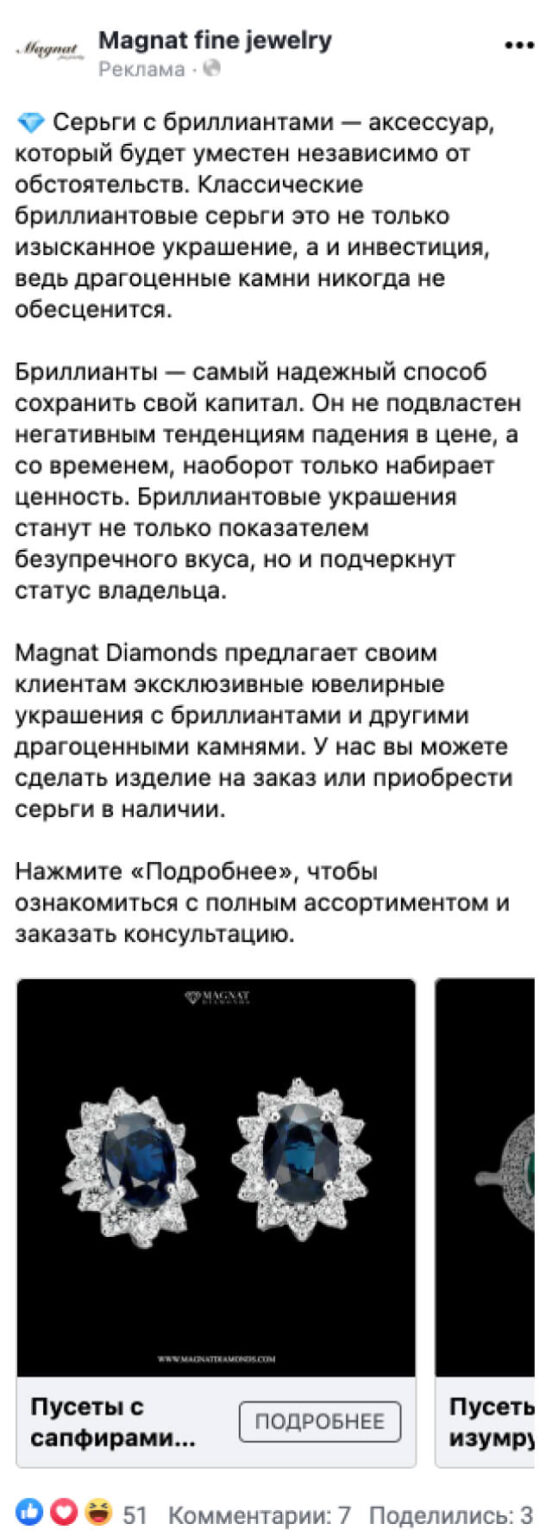 Magnat
Magnat fine jewelry
Реклама ·
💎 Серьги с бриллиантами — аксессуар,
который будет уместен независимо от
обстоятельств. Классические
бриллиантовые серьги это не только
изысканное украшение, а и инвестиция,
ведь драгоценные камни никогда не
обесценится.
Бриллианты — самый надежный способ
сохранить свой капитал. Он не подвластен
негативным тенденциям падения в цене, а
со временем, наоборот только набирает
ценность. Бриллиантовые украшения
станут не только показателем
безупречного вкуса, но и подчеркнут
статус владельца.
Magnat Diamonds предлагает своим
клиентам эксклюзивные ювелирные
украшения с бриллиантами и другими
драгоценными камнями. У нас вы можете
сделать изделие на заказ или приобрести
серьги в наличии.
Нажмите «Подробнее», чтобы
ознакомиться с полным ассортиментом и
заказать консультацию.
MAGNAT
DIAMONDS
WWW.MAGNATDIAMONDS.COM
Пусеты с
сапфирами...
ПОДРОБНЕЕ
Пусеты
изумру
51 Комментарии: 7 Поделились: 3